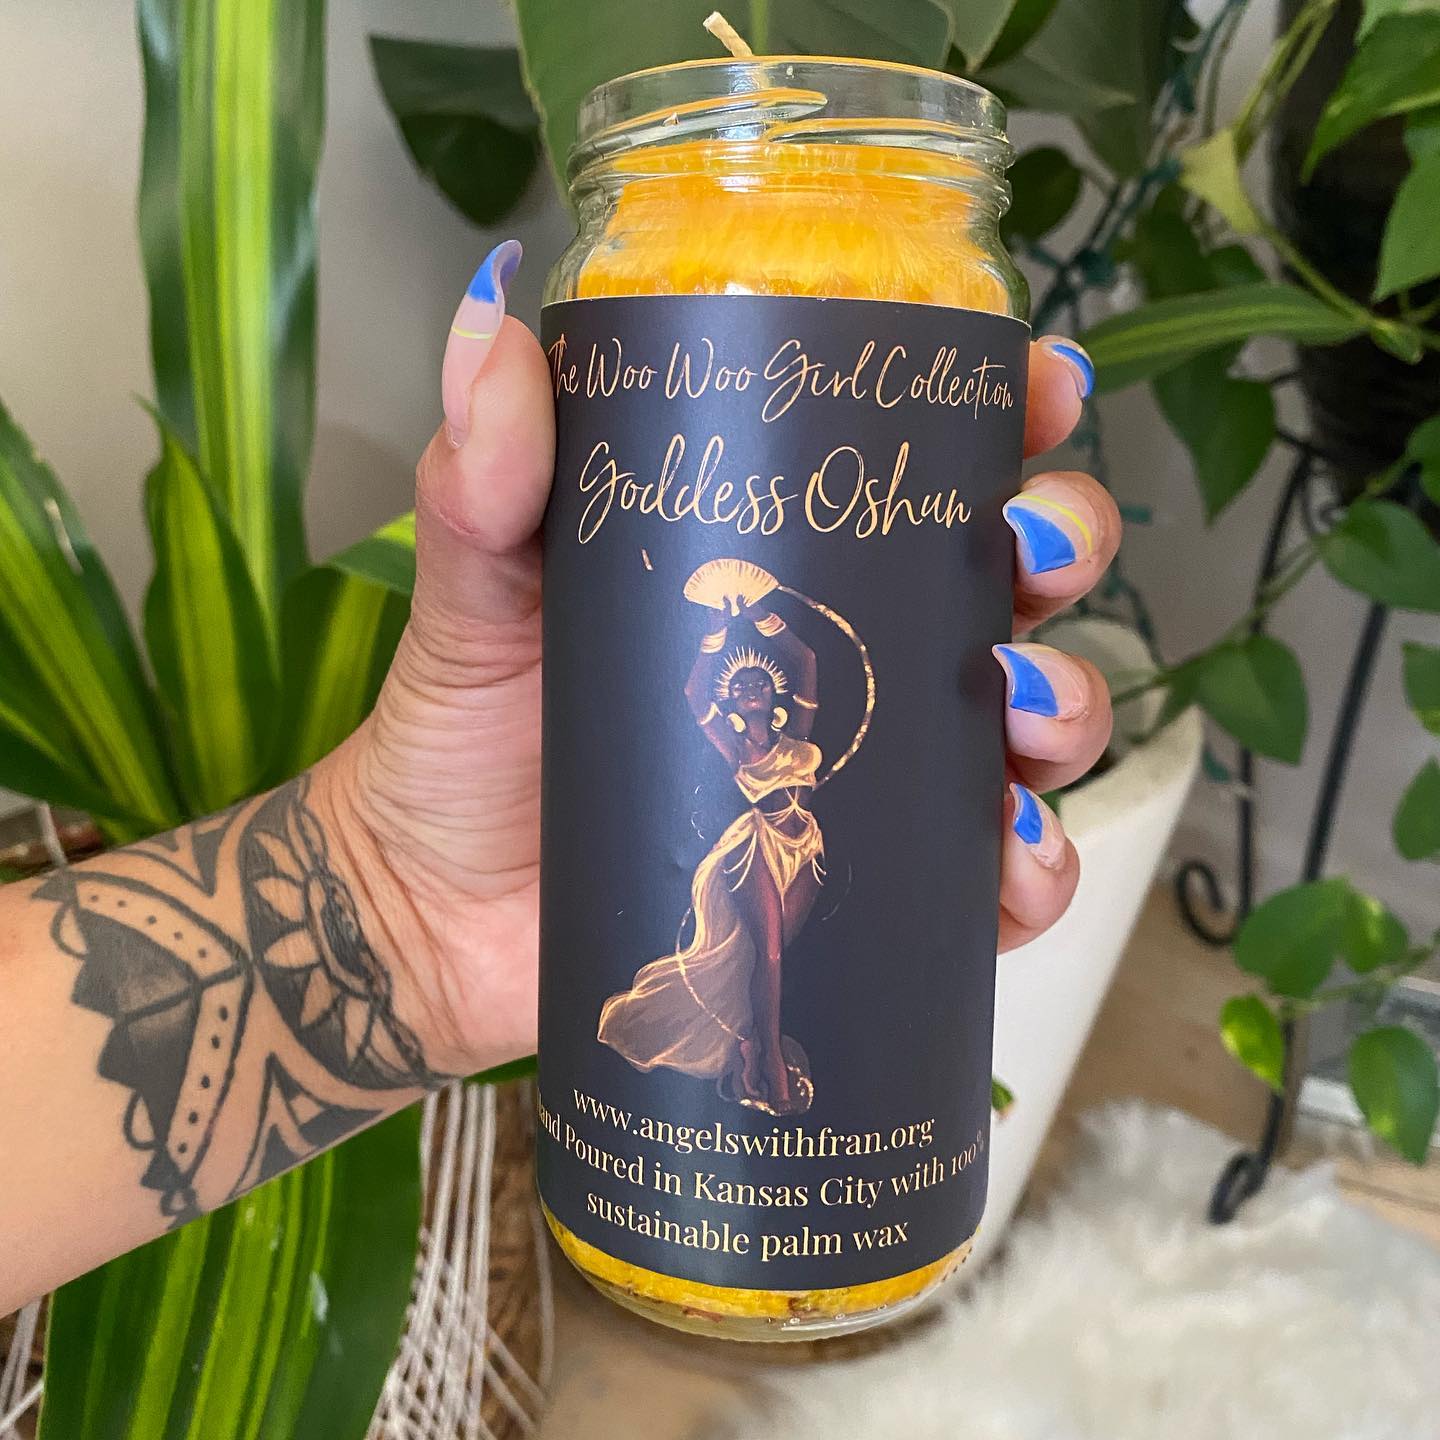 The Woo Woo Girl Collection
Goddess Oshun
www.angelswithfran.org
Hand Poured in Kansas City with 100%
sustainable palm wax